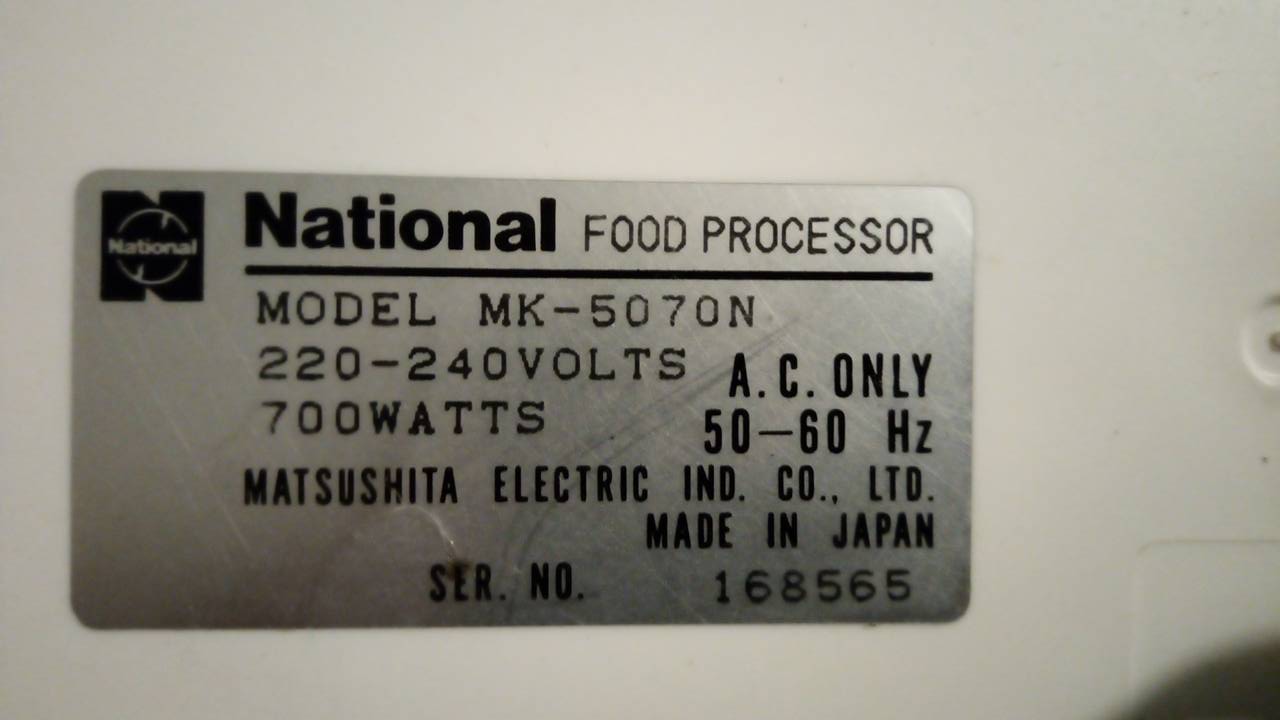 National
National FOOD PROCESSOR
MODEL MK-5070N
220-240VOLTS A.C. ONLY
700WATTS 50-60 Hz
MATSUSHITA ELECTRIC IND. CO., LTD.
MADE IN JAPAN
SER. NO. 168565